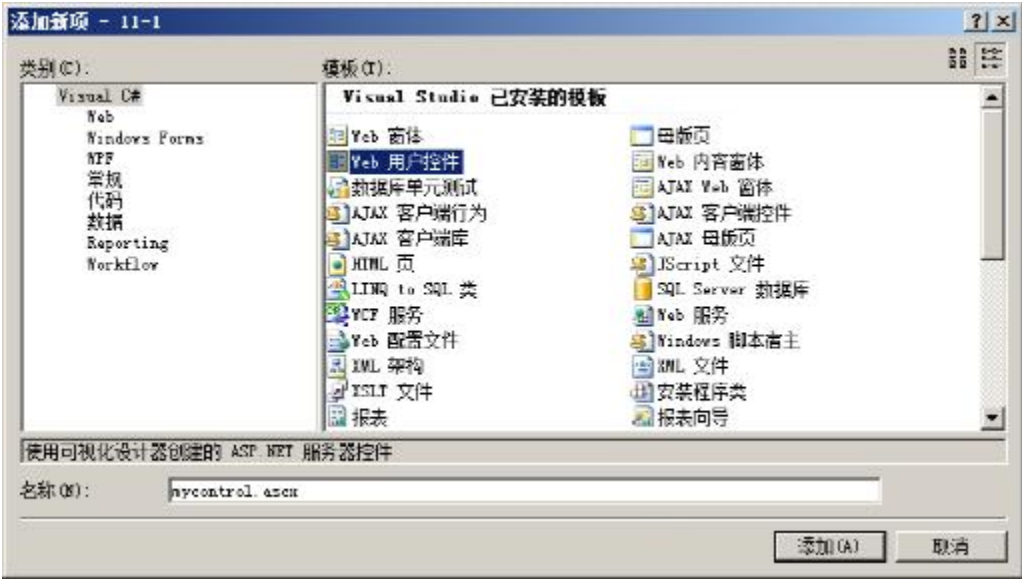 添加新项 - 11-1
类别(C):
模板(T):
Visual C#
Web
Windows Forms
WPF
常规
代码
数据
Reporting
Workflow
Visual Studio 已安装的模板
Web 窗体
母版页
Web 用户控件
Web 内容窗体
数据库单元测试
AJAX Web 窗体
AJAX 客户端行为
AJAX 客户端控件
AJAX 客户端库
AJAX 母版页
HTML 页
JScript 文件
LINQ to SQL 类
SQL Server 数据库
WCF 服务
Web 服务
Web 配置文件
Windows 脚本宿主
XML 架构
XML 文件
XSLT 文件
安装程序类
报表
报表向导
使用可视化设计器创建的 ASP.NET 服务器控件
名称(N):
mycontrol.ascx
添加(A)
取消